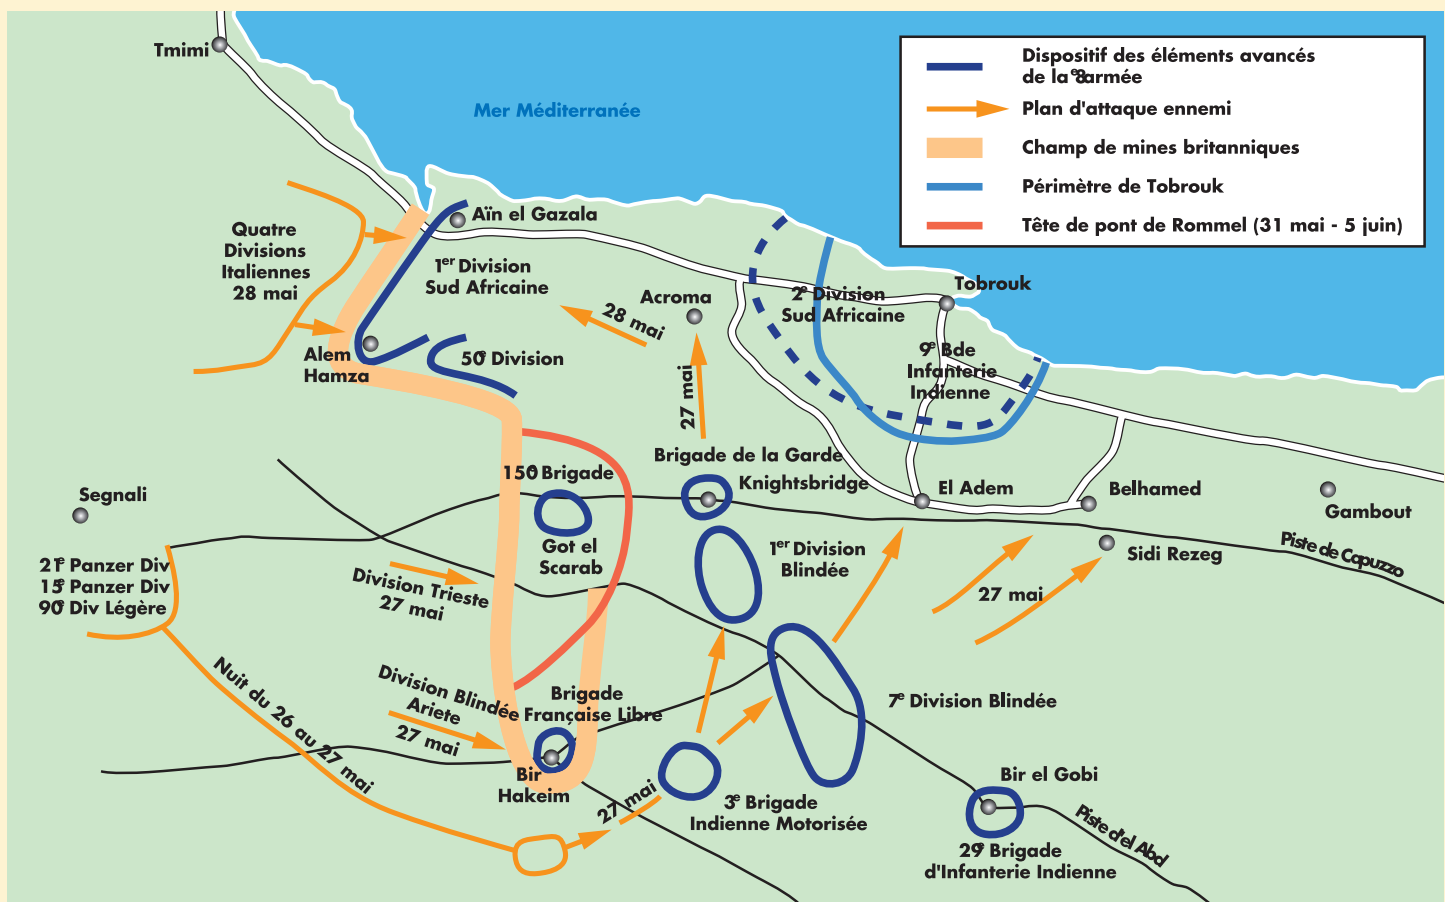 Tmimi
Mer Méditerranée
Dispositif des éléments avancés
de la 8e armée
Plan d'attaque ennemi
Champ de mines britanniques
Périmètre de Tobrouk
Tête de pont de Rommel (31 mai - 5 juin)
Quatre
Divisions
Italiennes
28 mai
Aïn el Gazala
1er Division
Sud Africaine
Alem
Hamza
50e Division
28 mai
Acroma
27 mai
2e Division
Sud Africaine
Tobrouk
9e Bde
Infanterie
Indienne
Brigade de la Garde
Knightsbridge
El Adem
Belhamed
Gambout
Sidi Rezeg
Piste de Capuzzo
Segnali
21e Panzer Div
15e Panzer Div
90e Div Légère
150e Brigade
Got el
Scarab
Division Trieste
27 mai
1er Division
Blindée
27 mai
Nuit du 26 au 27 mai
Division Blindée
Ariete
27 mai
Brigade
Française Libre
Bir
Hakeim
27 mai
3e Brigade
Indienne Motorisée
7e Division Blindée
Bir el Gobi
29e Brigade
d'Infanterie Indienne
Piste d'el Abd